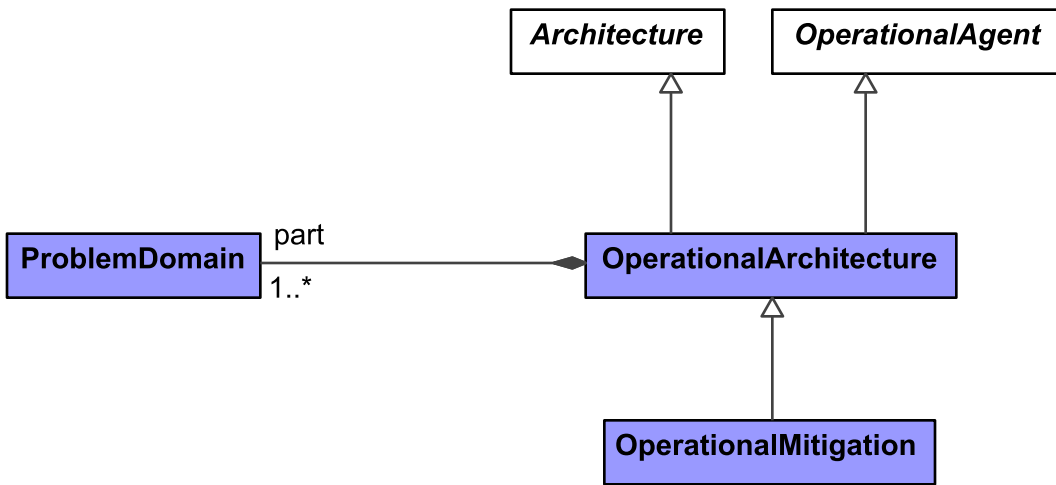 Architecture
OperationalAgent
part
ProblemDomain
OperationalArchitecture
1..*
OperationalMitigation